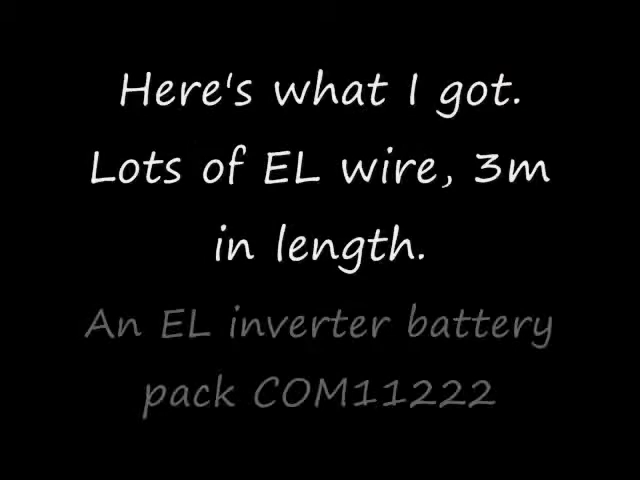 Here's what I got.
Lots of EL wire, 3m
in length.
An EL inverter battery
pack COM11222